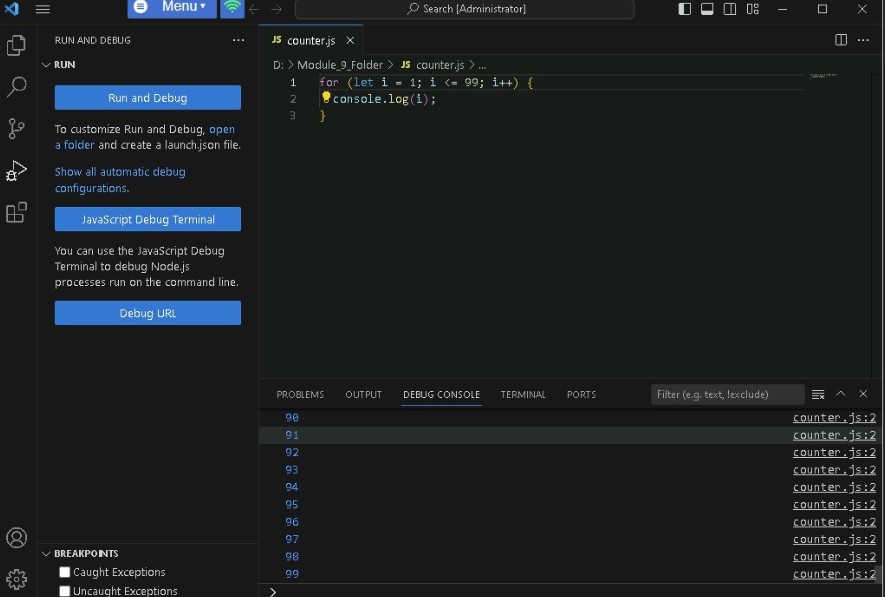 Menu
Search [Administrator]
RUN AND DEBUG
...
RUN
Run and Debug
To customize Run and Debug, open
a folder and create a launch.json file.
Show all automatic debug
configurations.
JavaScript Debug Terminal
You can use the JavaScript Debug
Terminal to debug Node.js
processes run on the command line.
Debug URL
BREAKPOINTS
Caught Exceptions
Uncaught Exceptions
JS counter.js
D: > Module_9_Folder > JS counter.js > ...
1 for (let i = 1; i <= 99; i++) {
2 console.log(i);
3 }
PROBLEMS OUTPUT DEBUG CONSOLE TERMINAL PORTS Filter (e.g. text, !exclude)
90 counter.js:2
91 counter.js:2
92 counter.js:2
93 counter.js:2
94 counter.js:2
95 counter.js:2
96 counter.js:2
97 counter.js:2
98 counter.js:2
99 counter.js:2
>